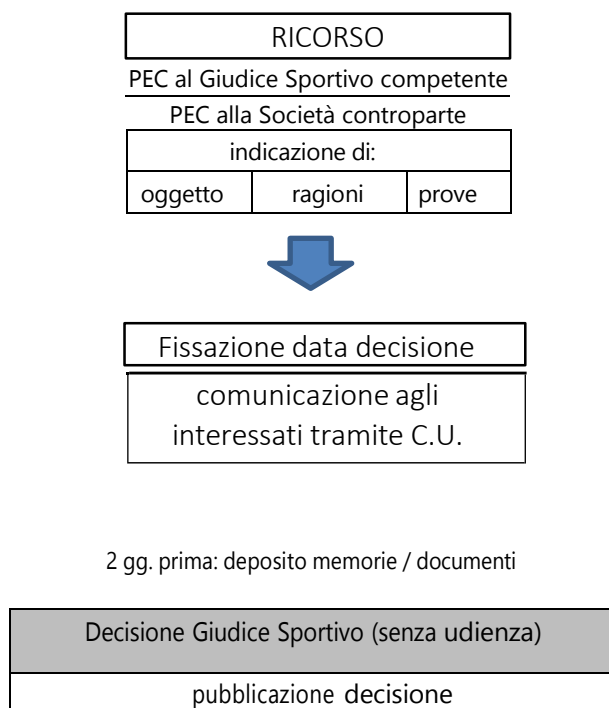 RICORSO
PEC al Giudice Sportivo competente
PEC alla Società controparte
indicazione di:
oggetto ragioni prove
Fissazione data decisione
comunicazione agli
interessati tramite C.U.
2 gg. prima: deposito memorie / documenti
Decisione Giudice Sportivo (senza udienza)
pubblicazione decisione